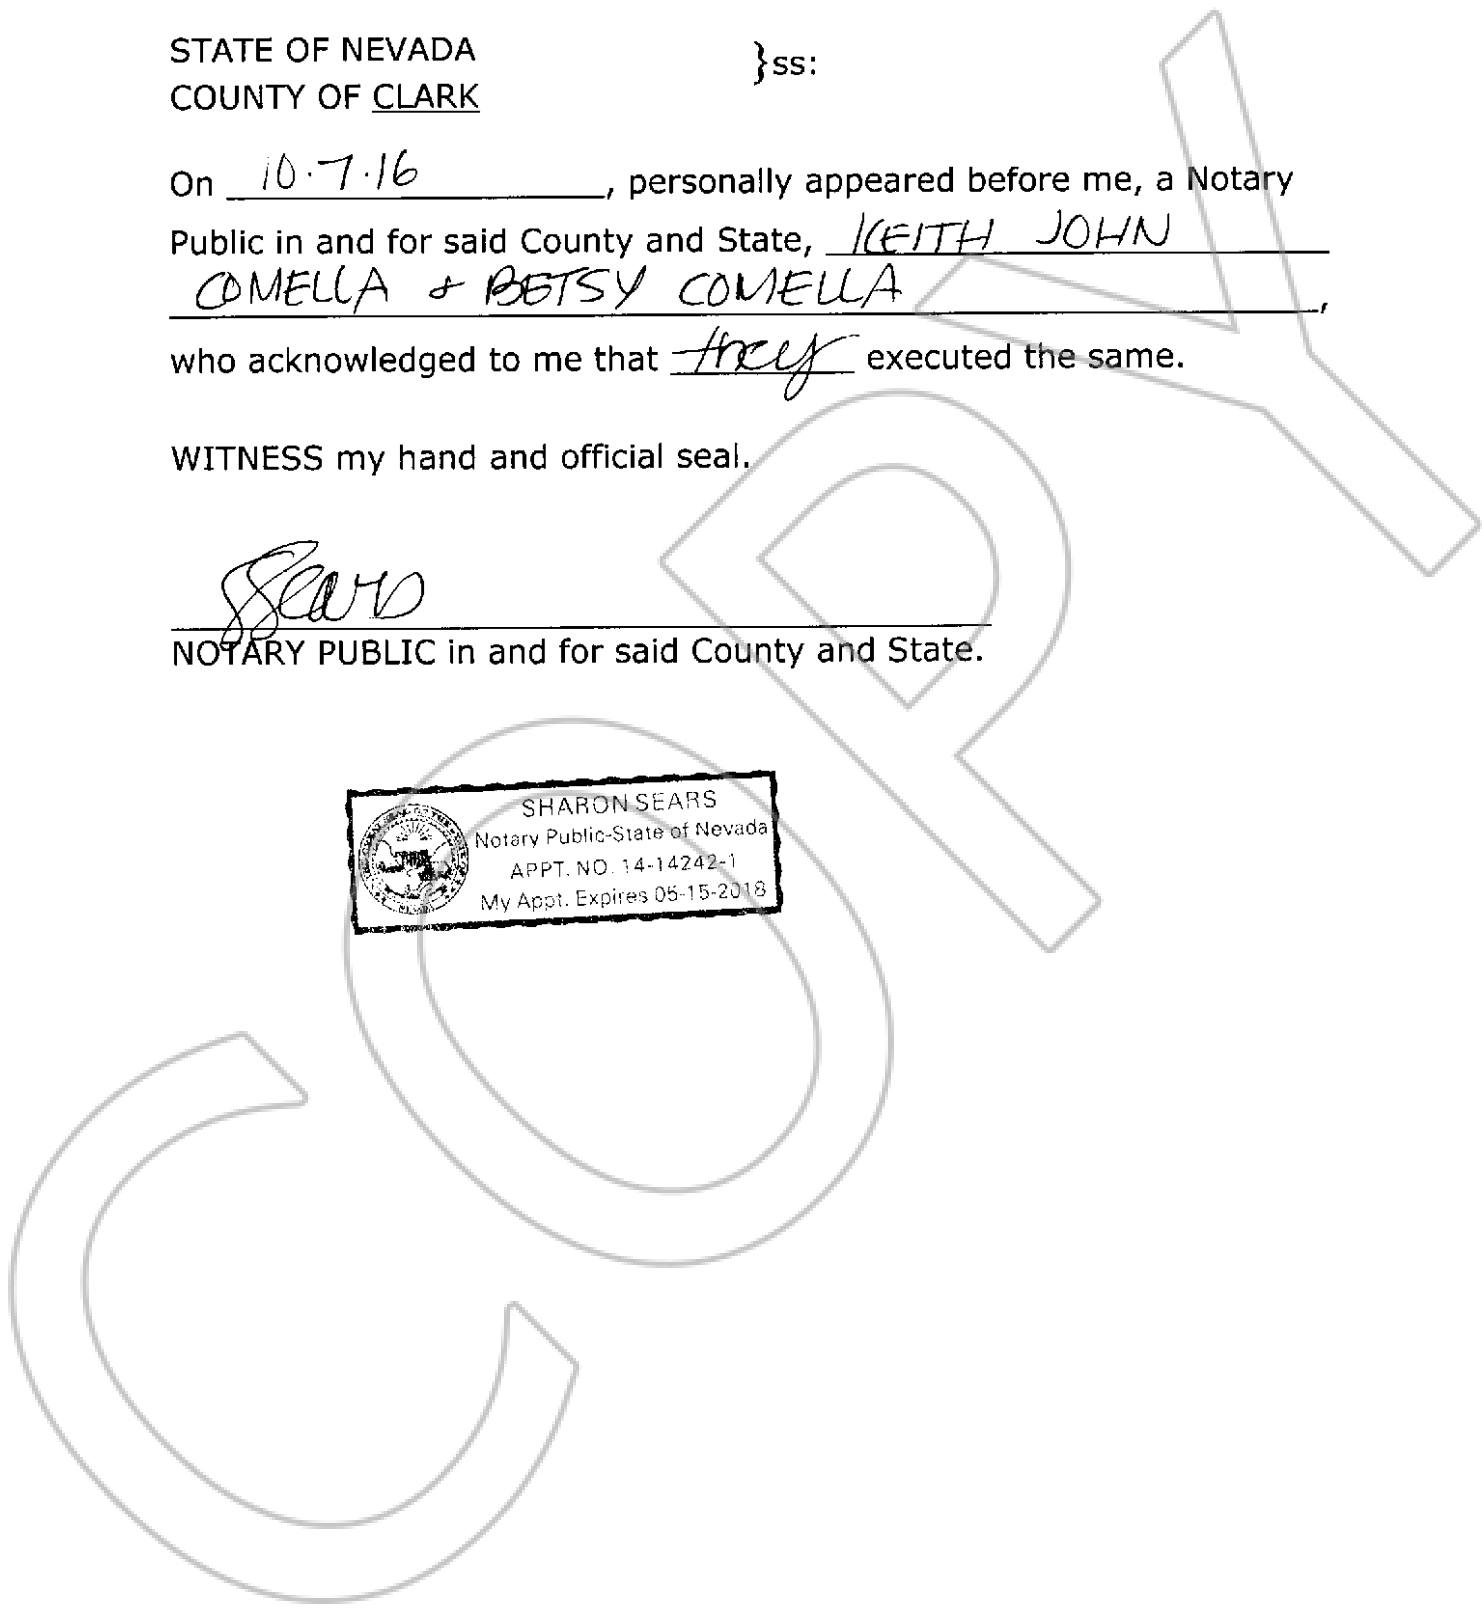 STATE OF NEVADA }ss:
COUNTY OF CLARK
On 10.7.16, personally appeared before me, a Notary
Public in and for said County and State, KEITH JOHN
COMELLA & BETSY COMELLA,
who acknowledged to me that they executed the same.
WITNESS my hand and official seal.
SSears
NOTARY PUBLIC in and for said County and State.
SHARON SEARS
Notary Public-State of Nevada
APPT. NO. 14-14242-1
My Appt. Expires 05-15-2018
COPY